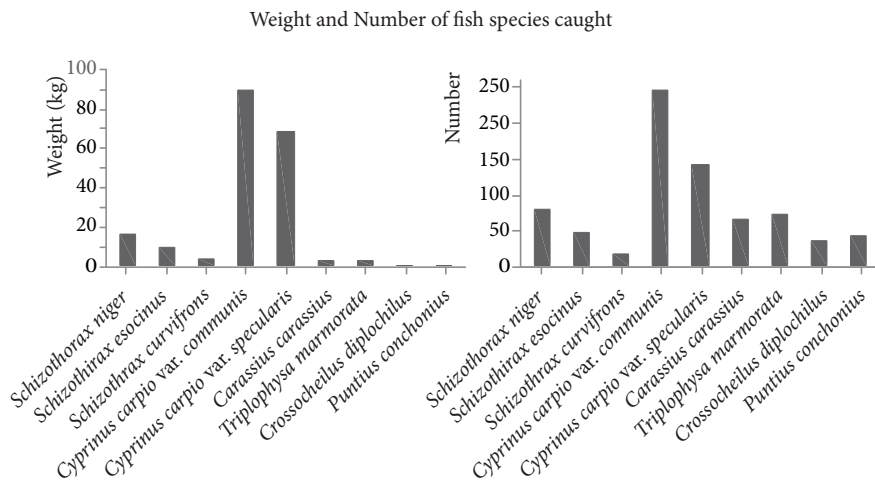 Weight and Number of fish species caught
Weight (kg)
100
80
60
40
20
0
Schizothorax niger
Schizothirax esocinus
Schizothrax curvifrons
Cyprinus carpio var. communis
Cyprinus carpio var. specularis
Carassius carassius
Triplophysa marmorata
Crossocheilus diplochilus
Puntius conchonius
Number
250
250
150
100
50
0
Schizothorax niger
Schizothirax esocinus
Schizothrax curvifrons
Cyprinus carpio var. communis
Cyprinus carpio var. specularis
Carassius carassius
Triplophysa marmorata
Crossocheilus diplochilus
Puntius conchonius